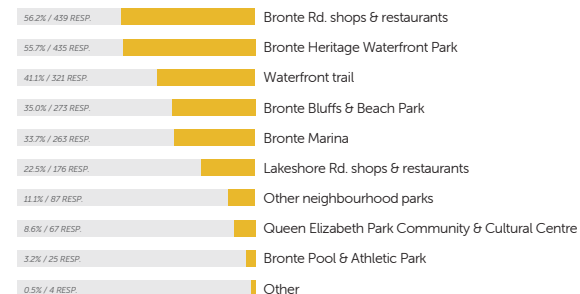 56.2% / 439 RESP. Bronte Rd. shops & restaurants
55.7% / 435 RESP. Bronte Heritage Waterfront Park
41.1% / 321 RESP. Waterfront trail
35.0% / 273 RESP. Bronte Bluffs & Beach Park
33.7% / 263 RESP. Bronte Marina
22.5% / 176 RESP. Lakeshore Rd. shops & restaurants
11.1% / 87 RESP. Other neighbourhood parks
8.6% / 67 RESP. Queen Elizabeth Park Community & Cultural Centre
3.2% / 25 RESP. Bronte Pool & Athletic Park
0.5% / 4 RESP. Other